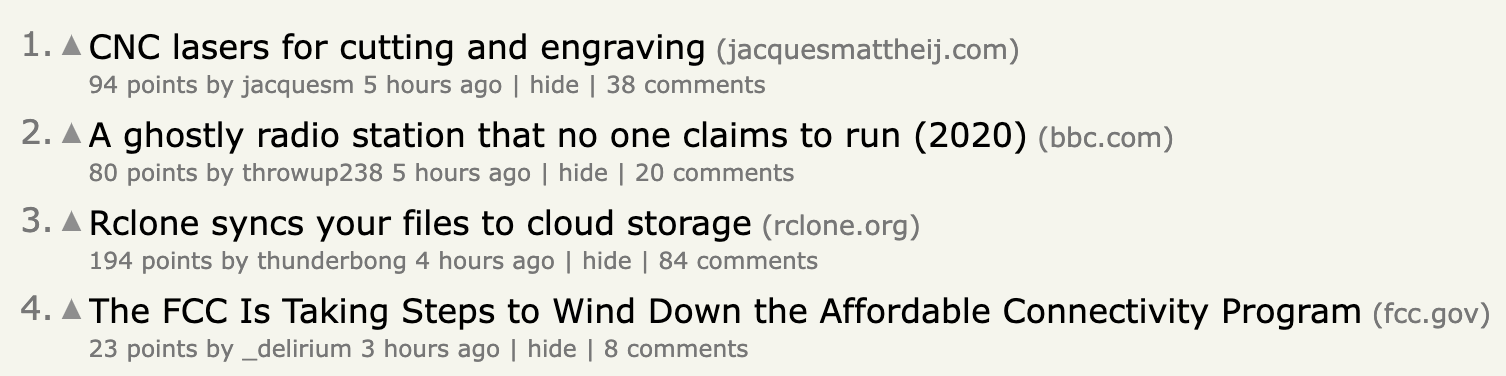 1. ▲ CNC lasers for cutting and engraving (jacquesmattheij.com)
94 points by jacquesm 5 hours ago | hide | 38 comments
2. ▲ A ghostly radio station that no one claims to run (2020) (bbc.com)
80 points by throwup238 5 hours ago | hide | 20 comments
3. ▲ Rclone syncs your files to cloud storage (rclone.org)
194 points by thunderbong 4 hours ago | hide | 84 comments
4. ▲ The FCC Is Taking Steps to Wind Down the Affordable Connectivity Program (fcc.gov)
23 points by _delirium 3 hours ago | hide | 8 comments